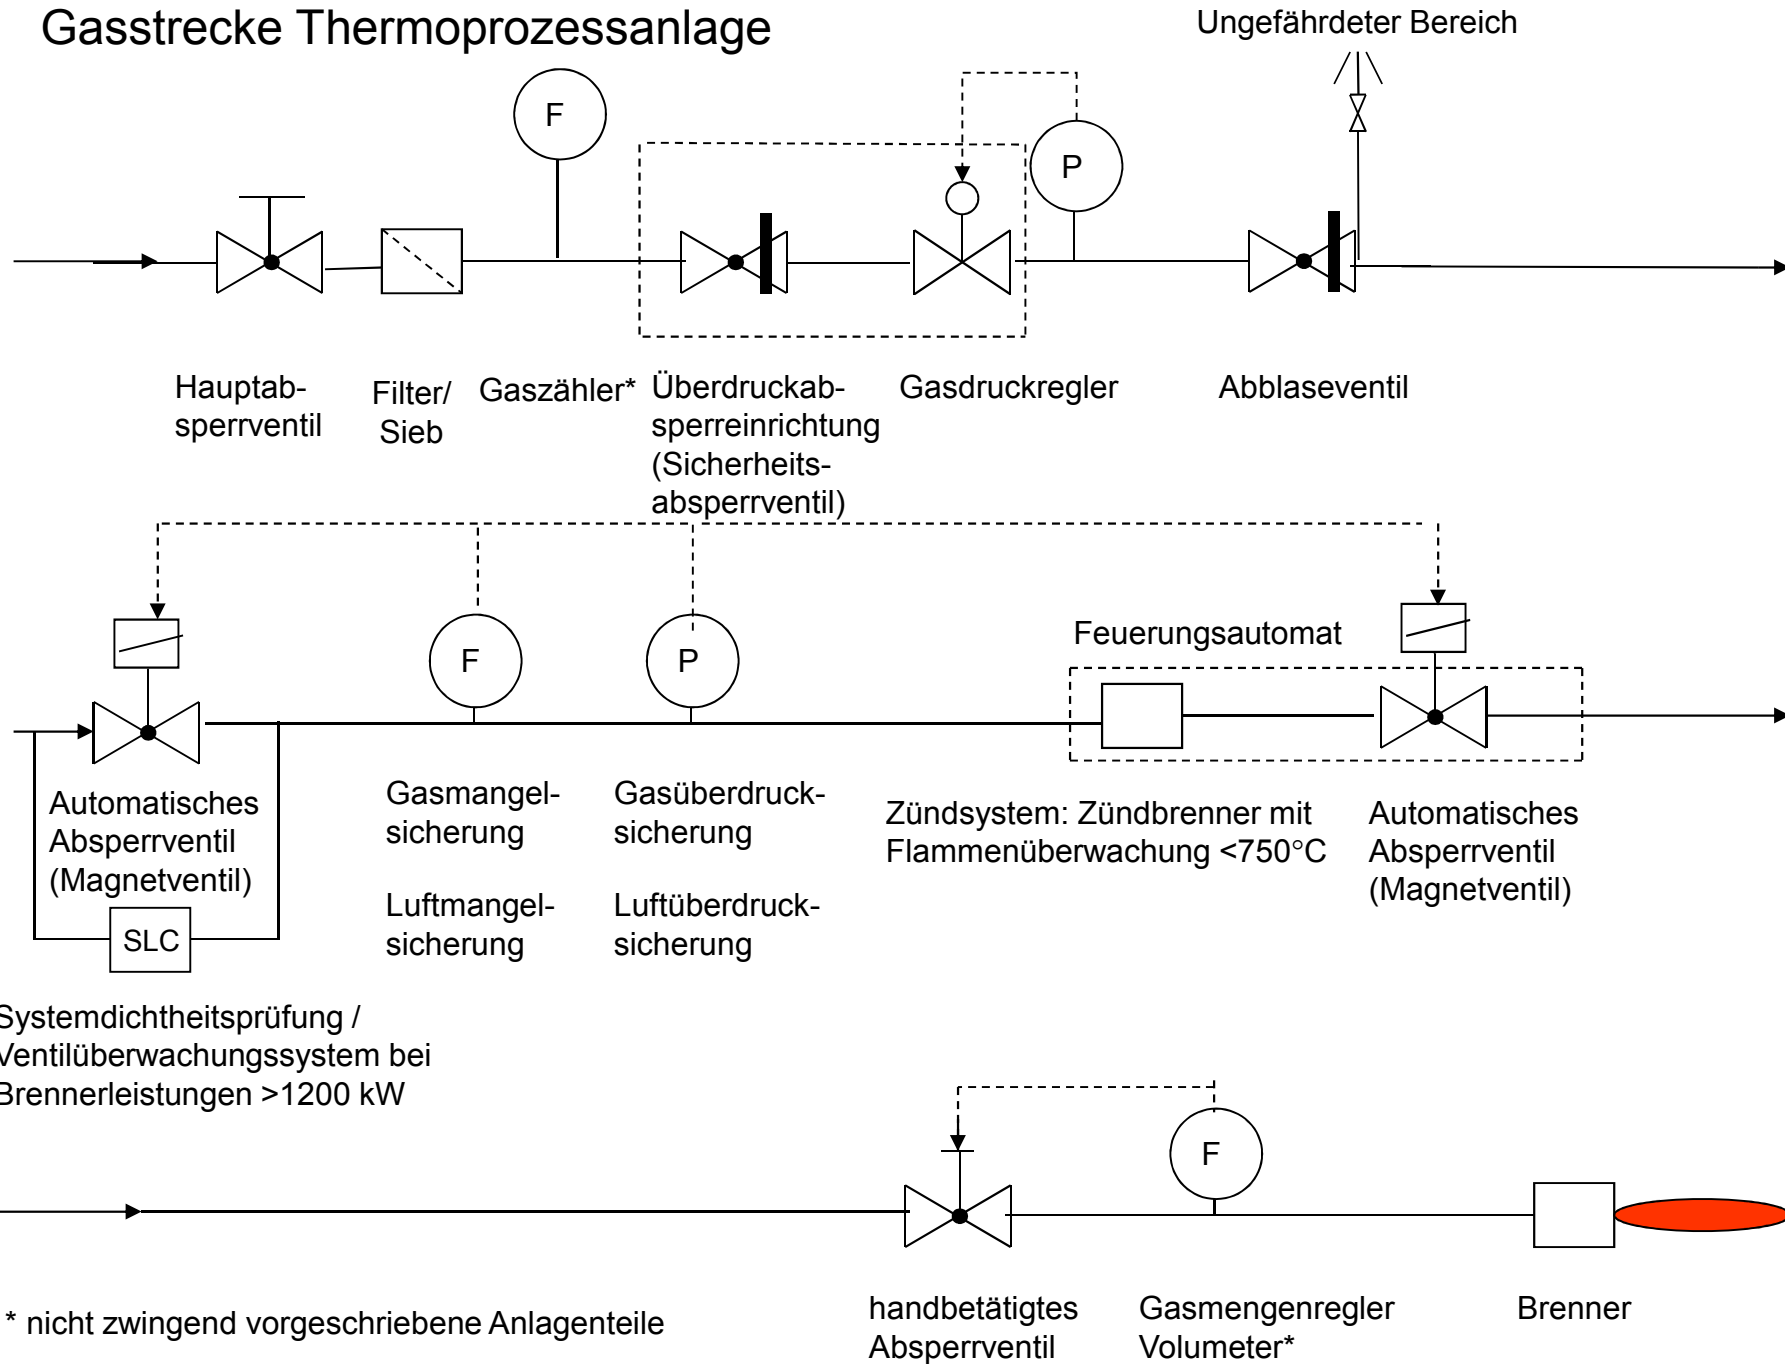 Gasstrecke Thermoprozessanlage
Ungefährdeter Bereich
F
P
Hauptab-
sperrventil
Filter/
Sieb
Gaszähler*
Überdruckab-
sperreinrichtung
(Sicherheits-
absperrventil)
Gasdruckregler
Abblaseventil
F
P
Feuerungsautomat
Automatisches
Absperrventil
(Magnetventil)
SLC
Gasmangel-
sicherung
Luftmangel-
sicherung
Gasüberdruck-
sicherung
Luftüberdruck-
sicherung
Zündsystem: Zündbrenner mit
Flammenüberwachung <750°C
Automatisches
Absperrventil
(Magnetventil)
Systemdichtheitsprüfung /
Ventilüberwachungssystem bei
Brennerleistungen >1200 kW
F
handbetätigtes
Absperrventil
Gasmengenregler
Volumeter*
Brenner
* nicht zwingend vorgeschriebene Anlagenteile